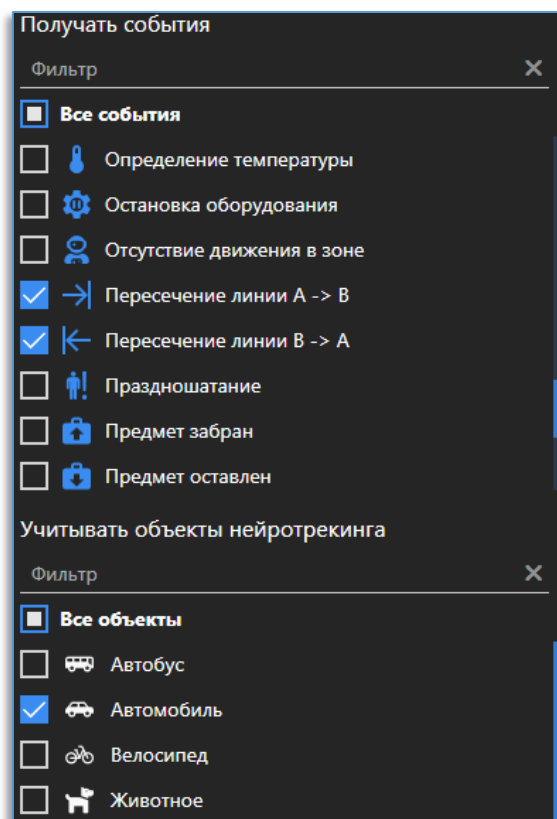 Получать события
Фильтр
Все события
Определение температуры
Остановка оборудования
Отсутствие движения в зоне
Пересечение линии A -> B
Пересечение линии B -> A
Праздношатание
Предмет забран
Предмет оставлен
Учитывать объекты нейротрекинга
Фильтр
Все объекты
Автобус
Автомобиль
Велосипед
Животное